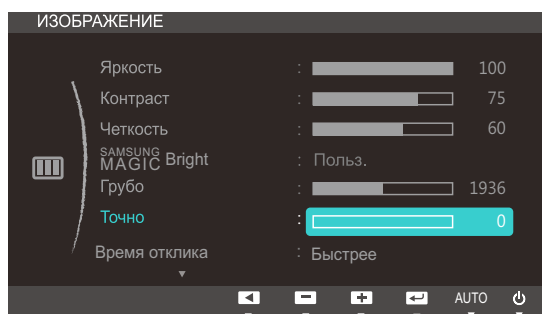 ИЗОБРАЖЕНИЕ
Яркость : 100
Контраст : 75
Четкость : 60
SAMSUNG MAGIC Bright : Польз.
Грубо : 1936
Точно : 0
Время отклика : Быстрее
AUTO